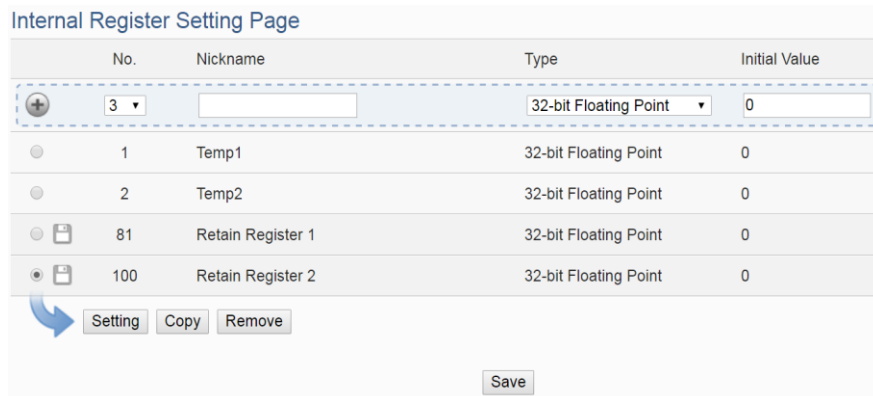 Internal Register Setting Page
No. Nickname Type Initial Value
3 32-bit Floating Point 0
1 Temp1 32-bit Floating Point 0
2 Temp2 32-bit Floating Point 0
81 Retain Register 1 32-bit Floating Point 0
100 Retain Register 2 32-bit Floating Point 0
Setting Copy Remove
Save